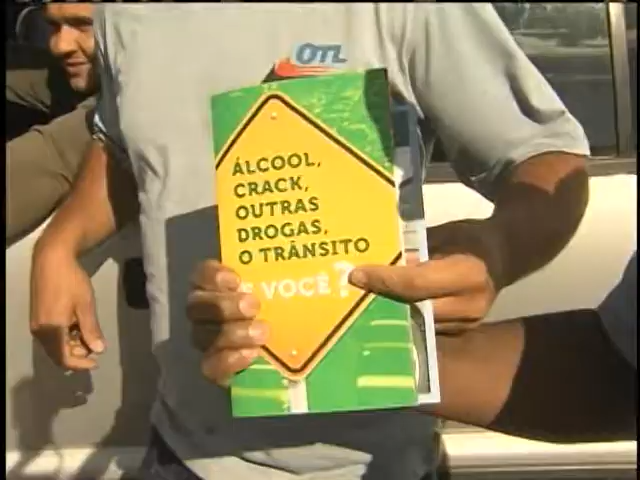 OTL
ÁLCOOL,
CRACK,
OUTRAS
DROGAS,
O TRÂNSITO
E VOCÊ?